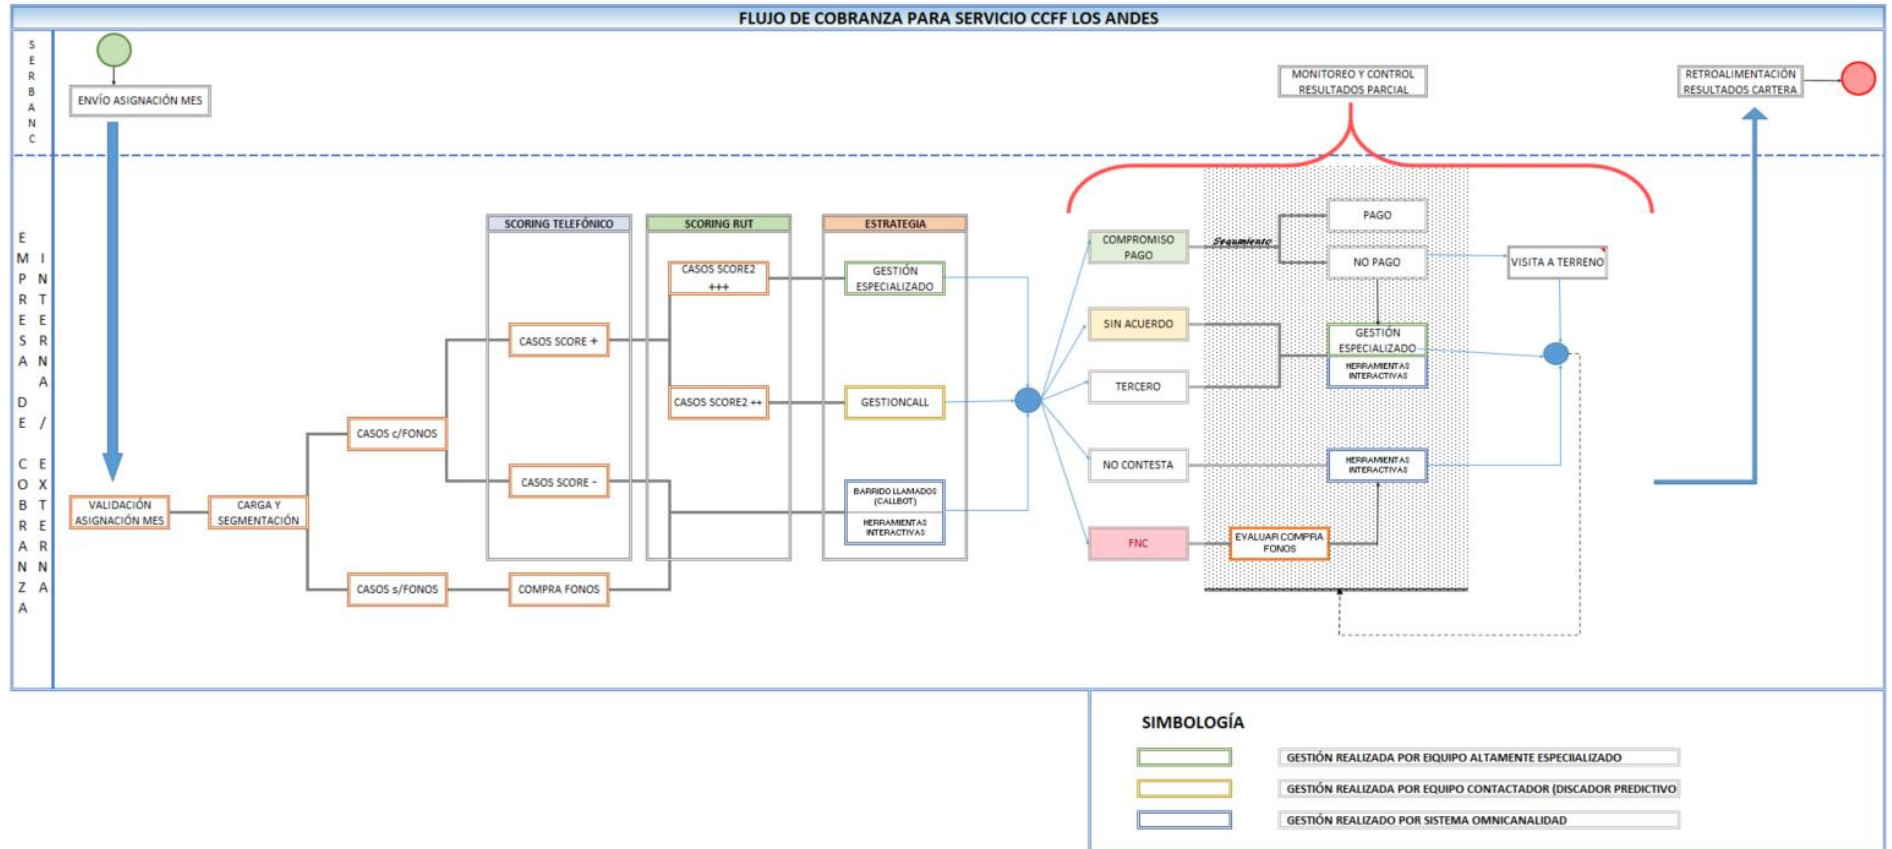 FLUJO DE COBRANZA PARA SERVICIO CCFF LOS ANDES
SERBANC
ENVÍO ASIGNACIÓN MES
MONITOREO Y CONTROL
RESULTADOS PARCIAL
RETROALIMENTACIÓN
RESULTADOS CARTERA
EMPRESA DE COBRANZA
INTERNA / EXTERNA
SCORING TELEFÓNICO
SCORING RUT
ESTRATEGIA
VALIDACIÓN
ASIGNACIÓN MES
CARGA Y
SEGMENTACIÓN
CASOS c/FONOS
CASOS s/FONOS
CASOS SCORE +
CASOS SCORE -
COMPRA FONOS
CASOS SCORE2
+++
CASOS SCORE2 ++
GESTIÓN
ESPECIALIZADO
GESTIONCALL
BARRIDO LLAMADOS
(CALLBOT)
HERRAMIENTAS
INTERACTIVAS
COMPROMISO
PAGO
SIN ACUERDO
TERCERO
NO CONTESTA
FNC
Seguimiento
PAGO
NO PAGO
GESTIÓN
ESPECIALIZADO
HERRAMIENTAS
INTERACTIVAS
HERRAMIENTAS
INTERACTIVAS
EVALUAR COMPRA
FONOS
VISITA A TERRENO
SIMBOLOGÍA
GESTIÓN REALIZADA POR EIQUIPO ALTAMENTE ESPECIIALIZADO
GESTIÓN REALIZADA POR EQUIPO CONTACTADOR (DISCADOR PREDICTIVO
GESTIÓN REALIZADO POR SISTEMA OMNICANALIDAD